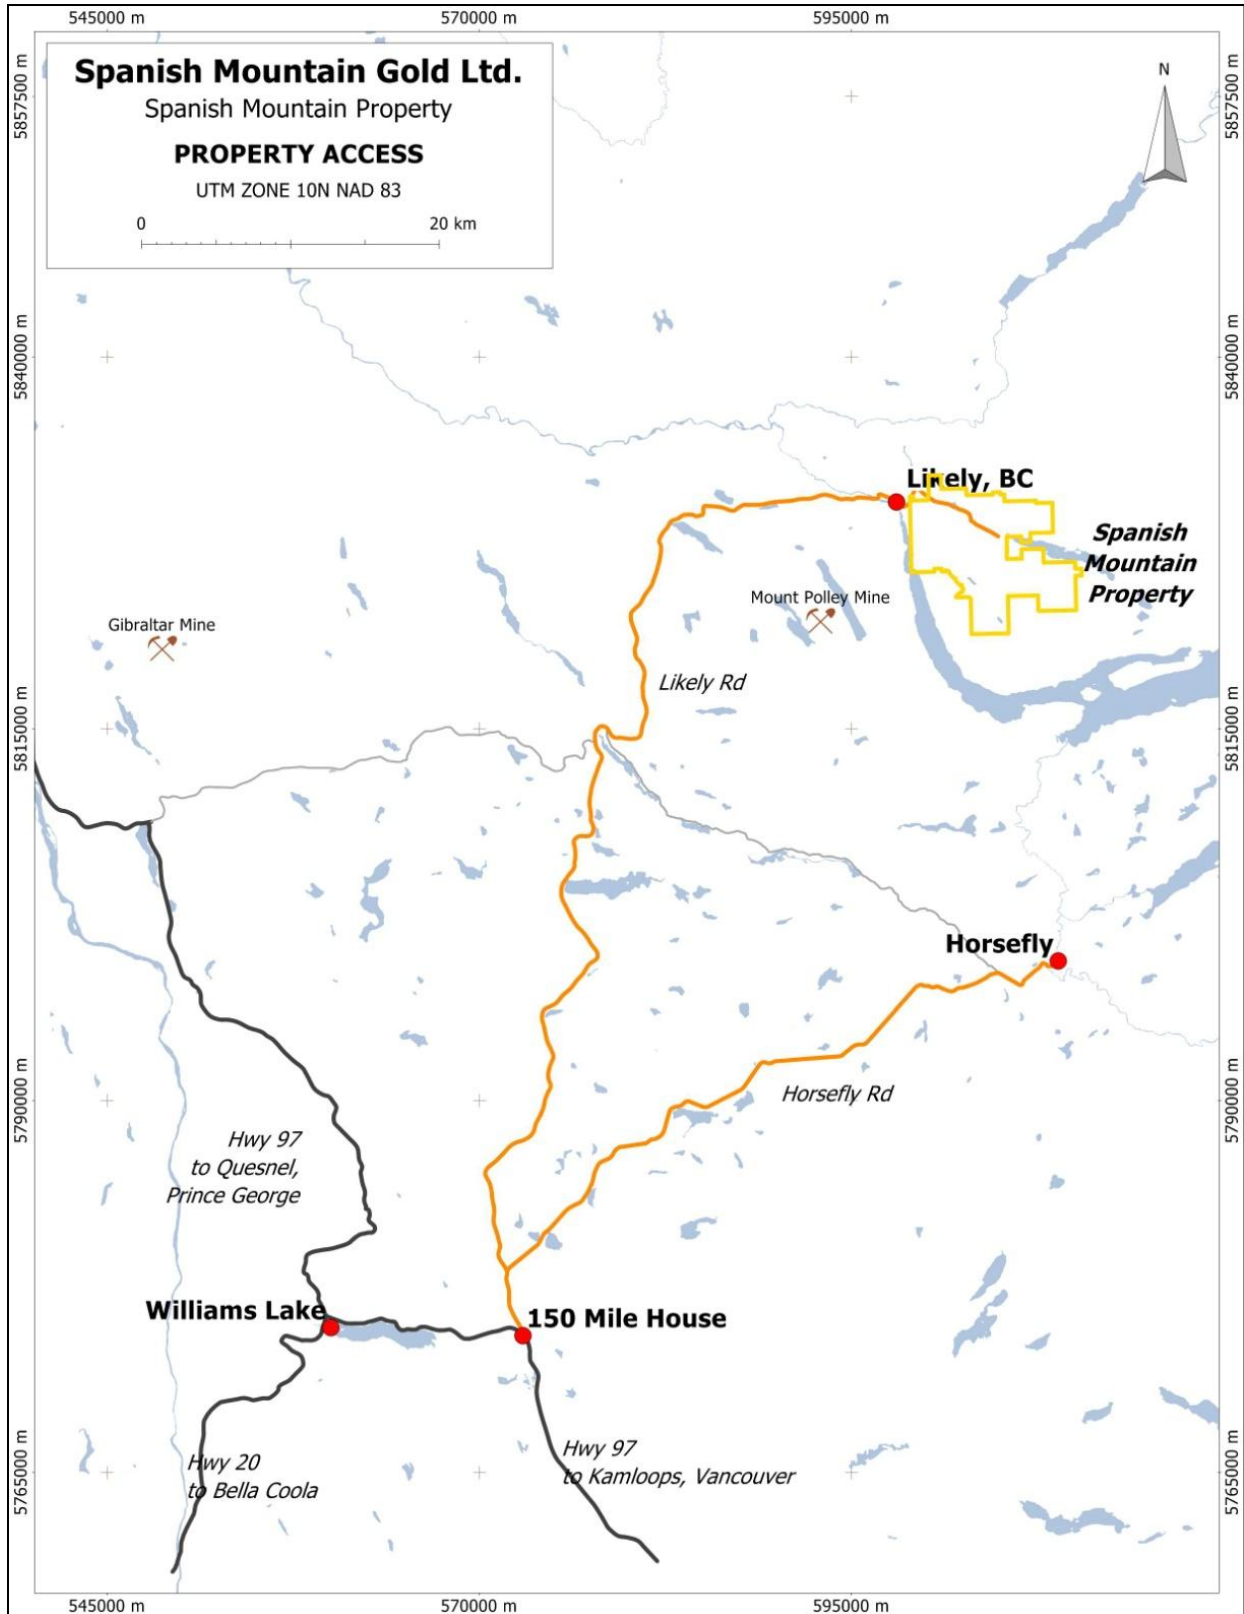 545000 m
570000 m
595000 m
Spanish Mountain Gold Ltd.
Spanish Mountain Property
PROPERTY ACCESS
UTM ZONE 10N NAD 83
0
20 km
N
5857500 m
5857500 m
5840000 m
5840000 m
Likely, BC
Spanish
Mountain
Property
Mount Polley Mine
Gibraltar Mine
Likely Rd
5815000 m
5815000 m
Horsefly
Horsefly Rd
5790000 m
5790000 m
Hwy 97
to Quesnel,
Prince George
Williams Lake
150 Mile House
Hwy 20
to Bella Coola
Hwy 97
to Kamloops, Vancouver
5765000 m
5765000 m
545000 m
570000 m
595000 m